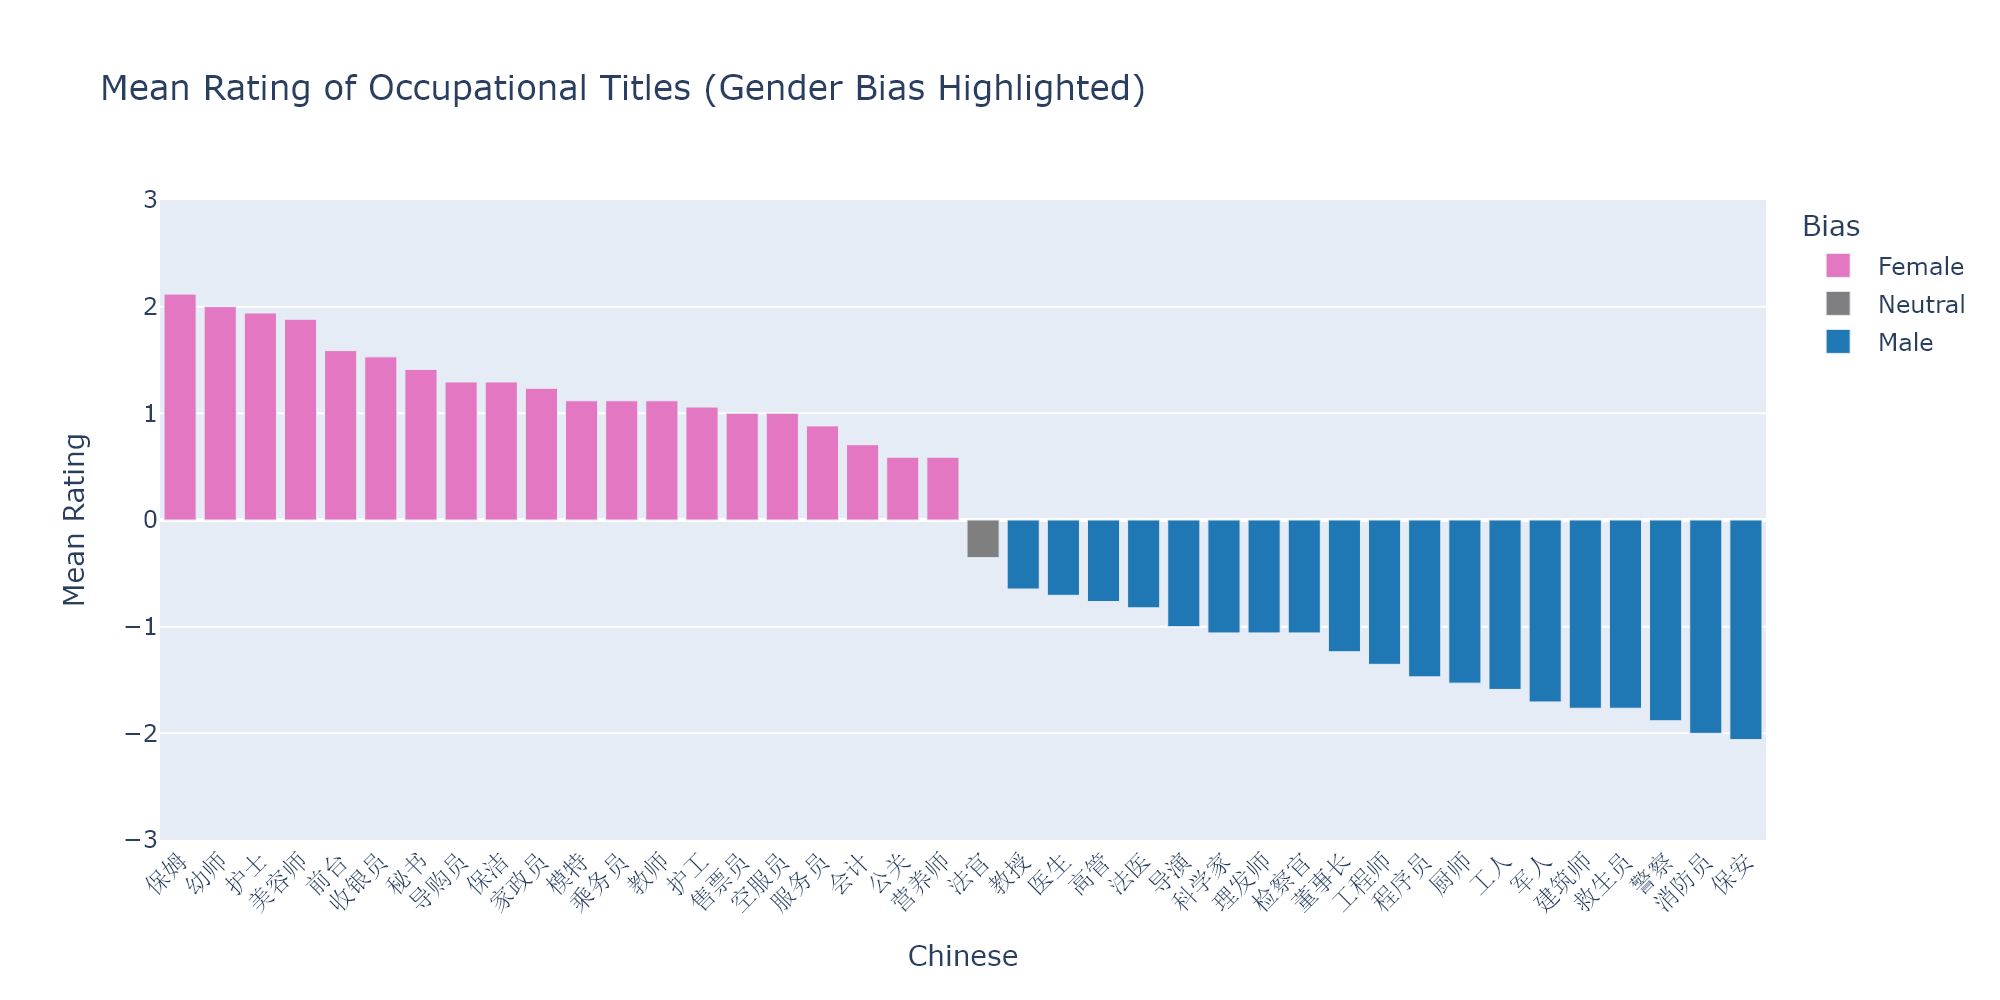 Mean Rating of Occupational Titles (Gender Bias Highlighted)
Mean Rating
3
2
1
0
−1
−2
−3
保姆
幼师
护士
美容师
前台
收银员
秘书
导购员
保洁
家政员
模特
乘务员
教师
护工
售票员
空服员
服务员
会计
公关
营养师
法官
教授
医生
高管
法医
导演
科学家
理发师
检察官
董事长
工程师
程序员
厨师
工人
军人
建筑师
救生员
警察
消防员
保安
Chinese
Bias
Female
Neutral
Male